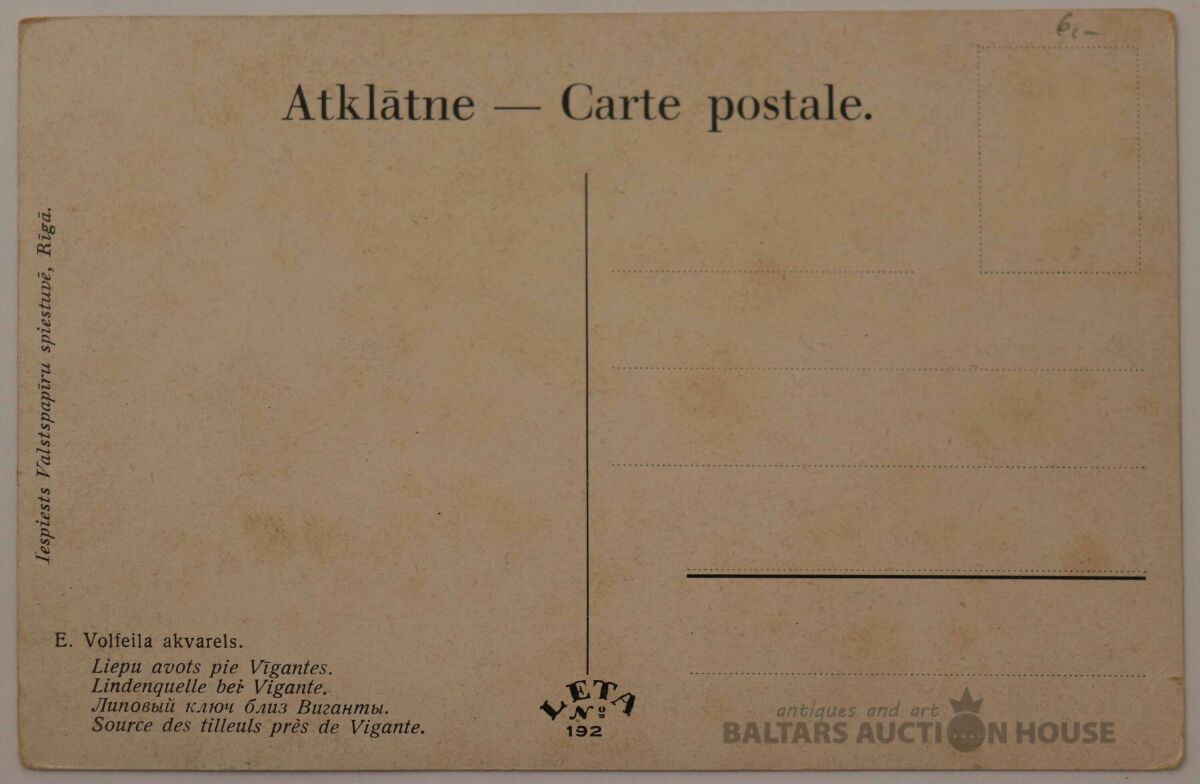 6,-
Atklātne — Carte postale.
Iespiests Valstspapīru spiestuvē, Rīgā.
E. Volfeila akvarels.
Liepu avots pie Vīgantes.
Lindenquelle bei Vigante.
Липовый ключ близ Виганты.
Source des tilleuls près de Vigante.
LETA
№
192
antiques and art
BALTARS AUCTION HOUSE